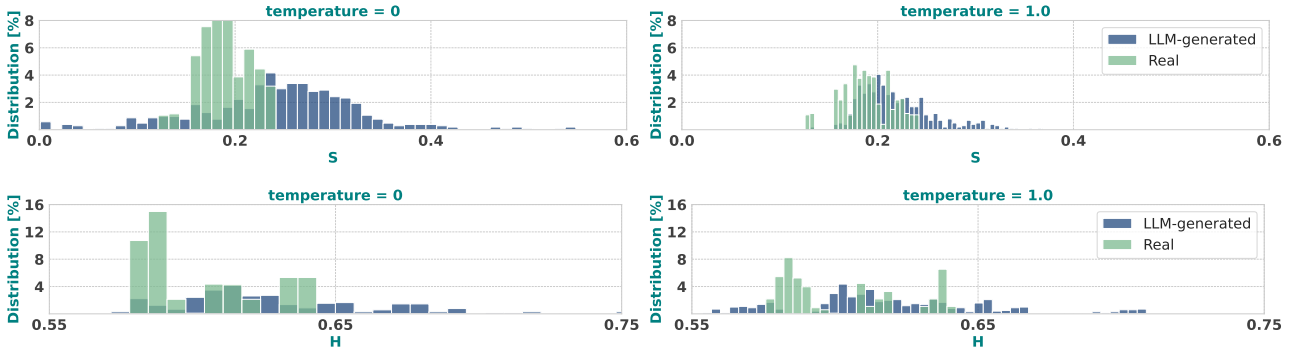 temperature = 0
Distribution [%]
8
6
4
2
0.0
0.2
0.4
0.6
S
temperature = 1.0
Distribution [%]
8
6
4
2
0.0
0.2
0.4
0.6
S
LLM-generated
Real
temperature = 0
Distribution [%]
16
12
8
4
0.55
0.65
0.75
H
temperature = 1.0
Distribution [%]
16
12
8
4
0.55
0.65
0.75
H
LLM-generated
Real